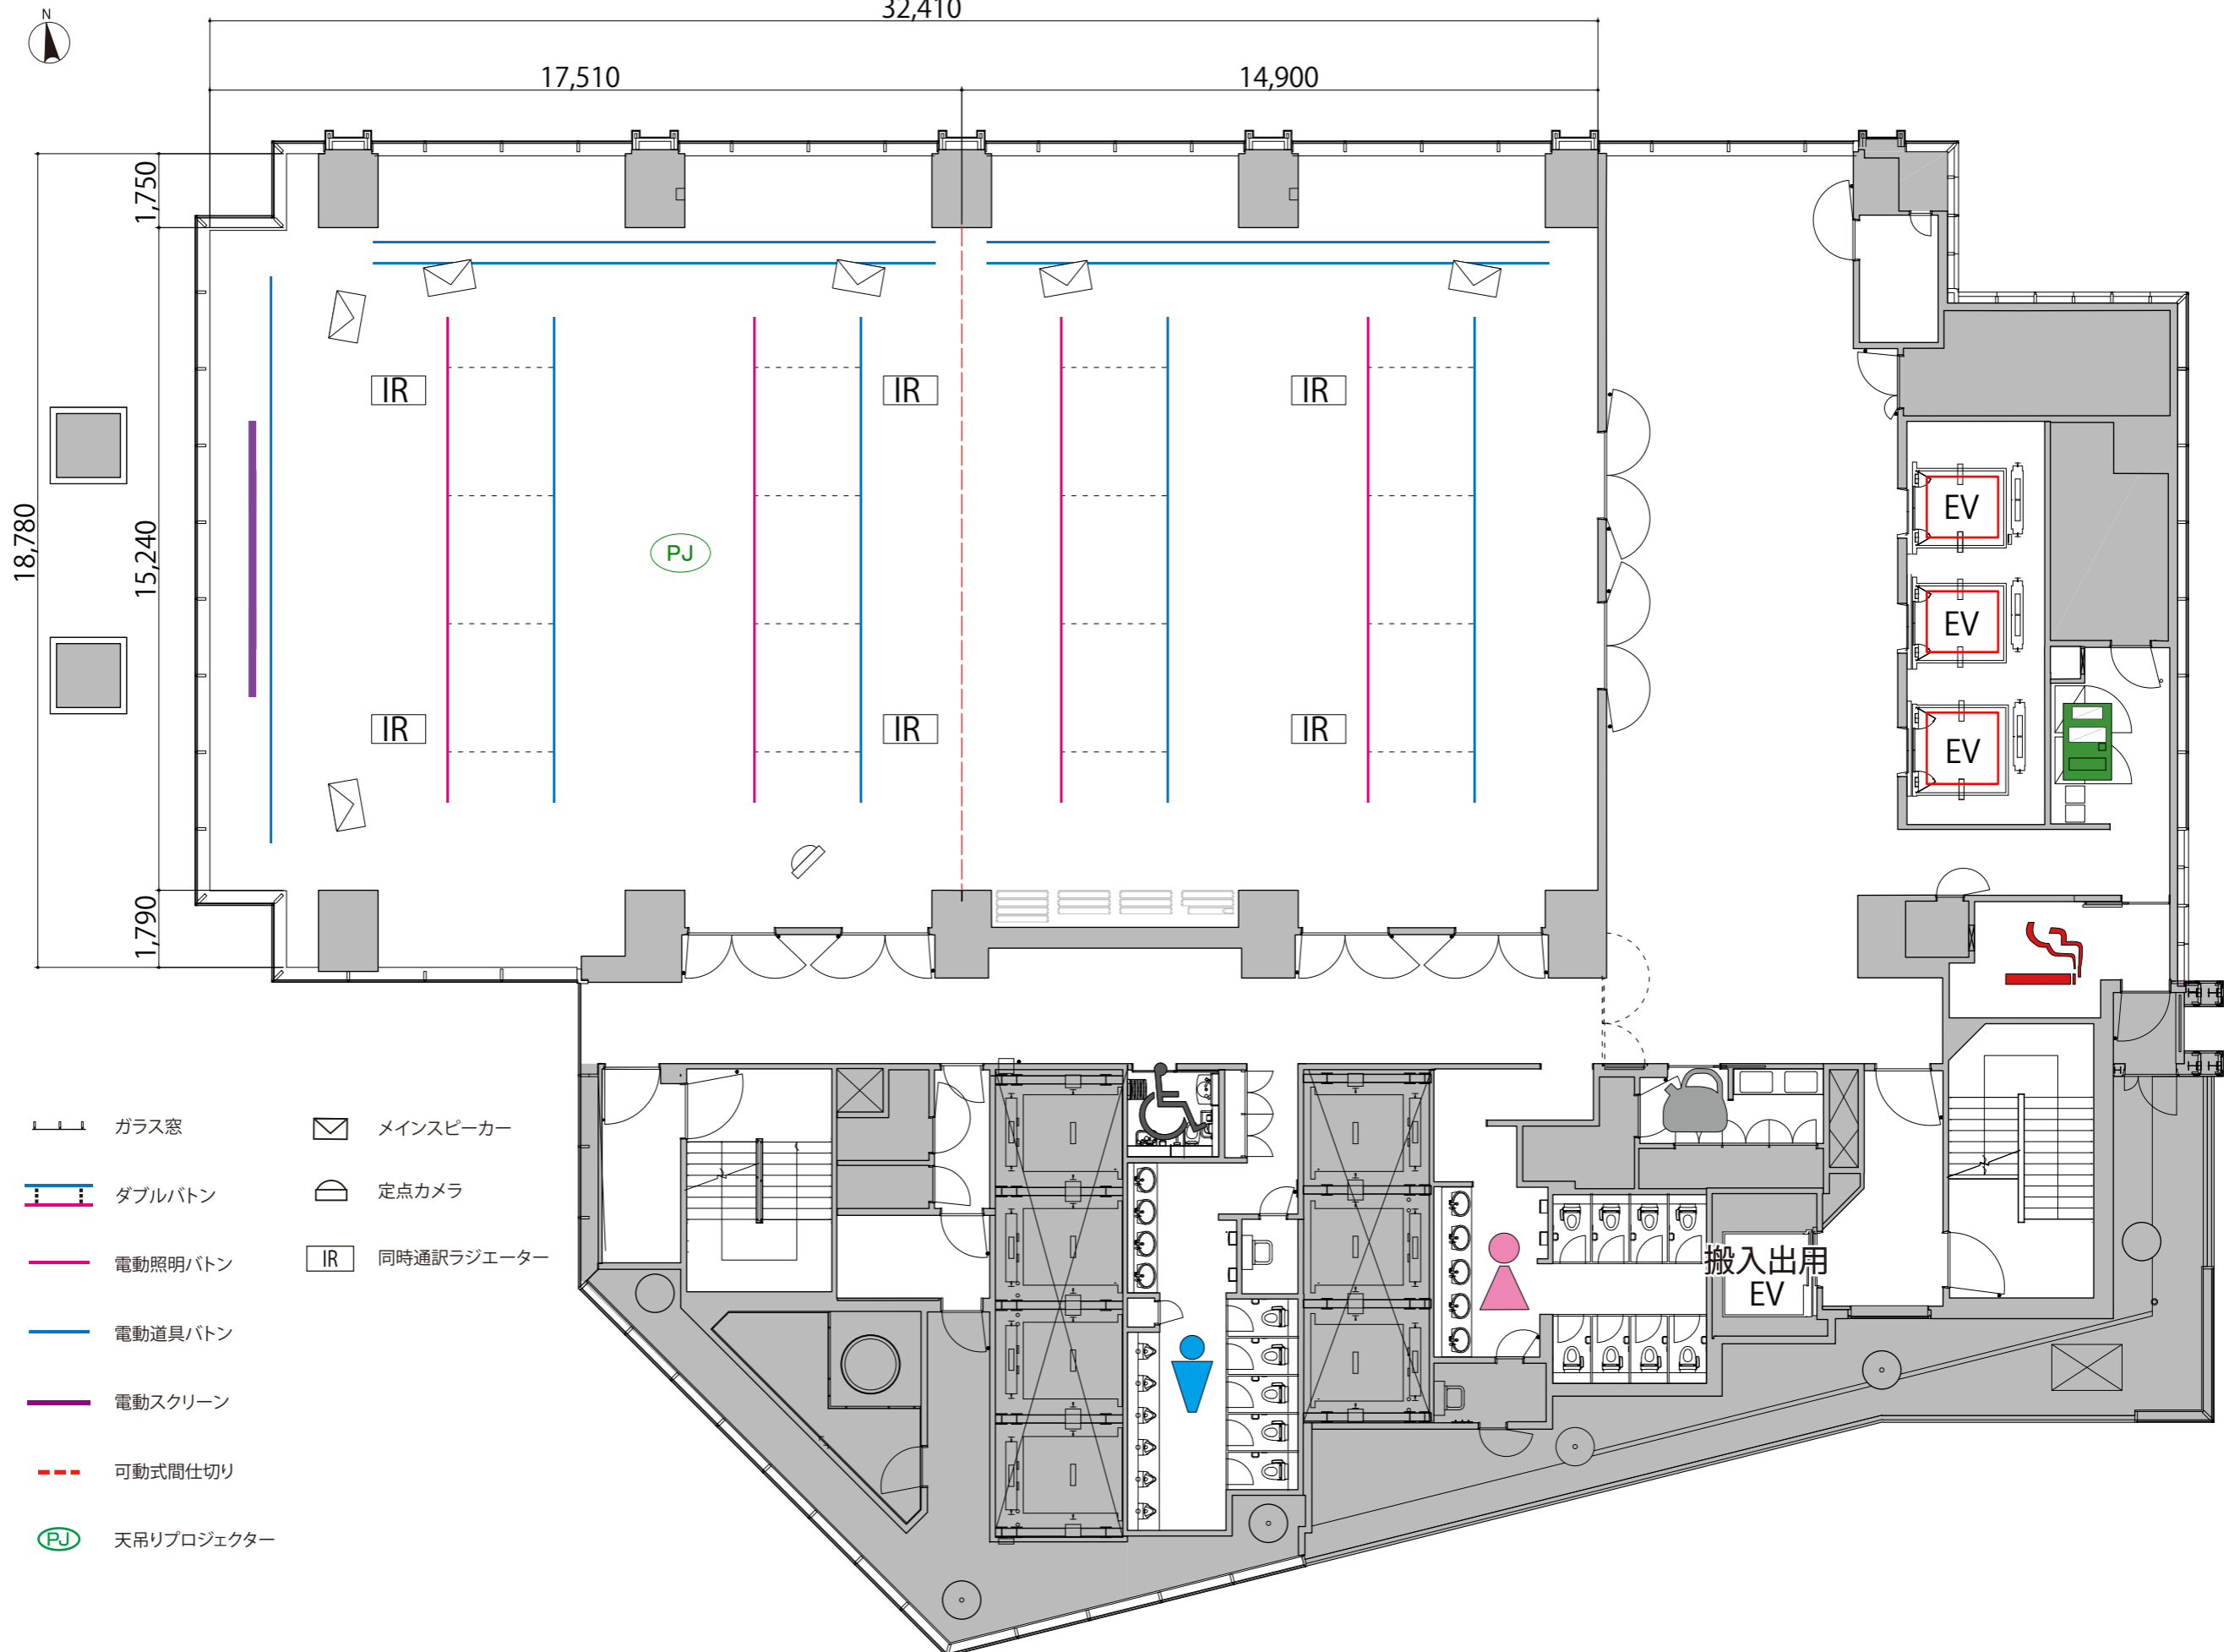 N
32,410
17,510
14,900
1,750
18,780
15,240
1,790
IR
IR
IR
PJ
IR
IR
IR
EV
EV
EV
搬入出用
EV
ガラス窓
ダブルバトン
電動照明バトン
電動道具バトン
電動スクリーン
可動式間仕切り
PJ
天吊りプロジェクター
メインスピーカー
定点カメラ
IR
同時通訳ラジエーター